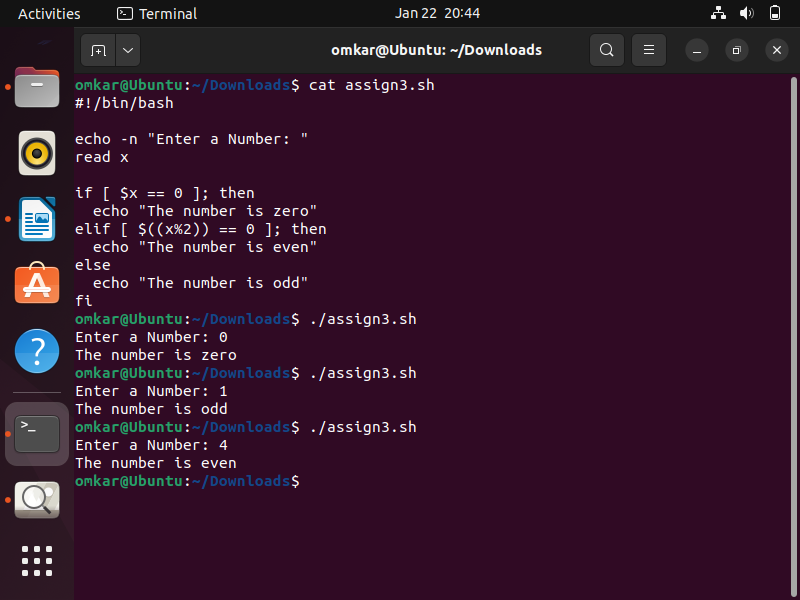 Activities Terminal Jan 22 20:44
omkar@Ubuntu: ~/Downloads
omkar@Ubuntu:~/Downloads$ cat assign3.sh
#!/bin/bash

echo -n "Enter a Number: "
read x

if [ $x == 0 ]; then
  echo "The number is zero"
elif [ $((x%2)) == 0 ]; then
  echo "The number is even"
else
  echo "The number is odd"
fi
omkar@Ubuntu:~/Downloads$ ./assign3.sh
Enter a Number: 0
The number is zero
omkar@Ubuntu:~/Downloads$ ./assign3.sh
Enter a Number: 1
The number is odd
omkar@Ubuntu:~/Downloads$ ./assign3.sh
Enter a Number: 4
The number is even
omkar@Ubuntu:~/Downloads$